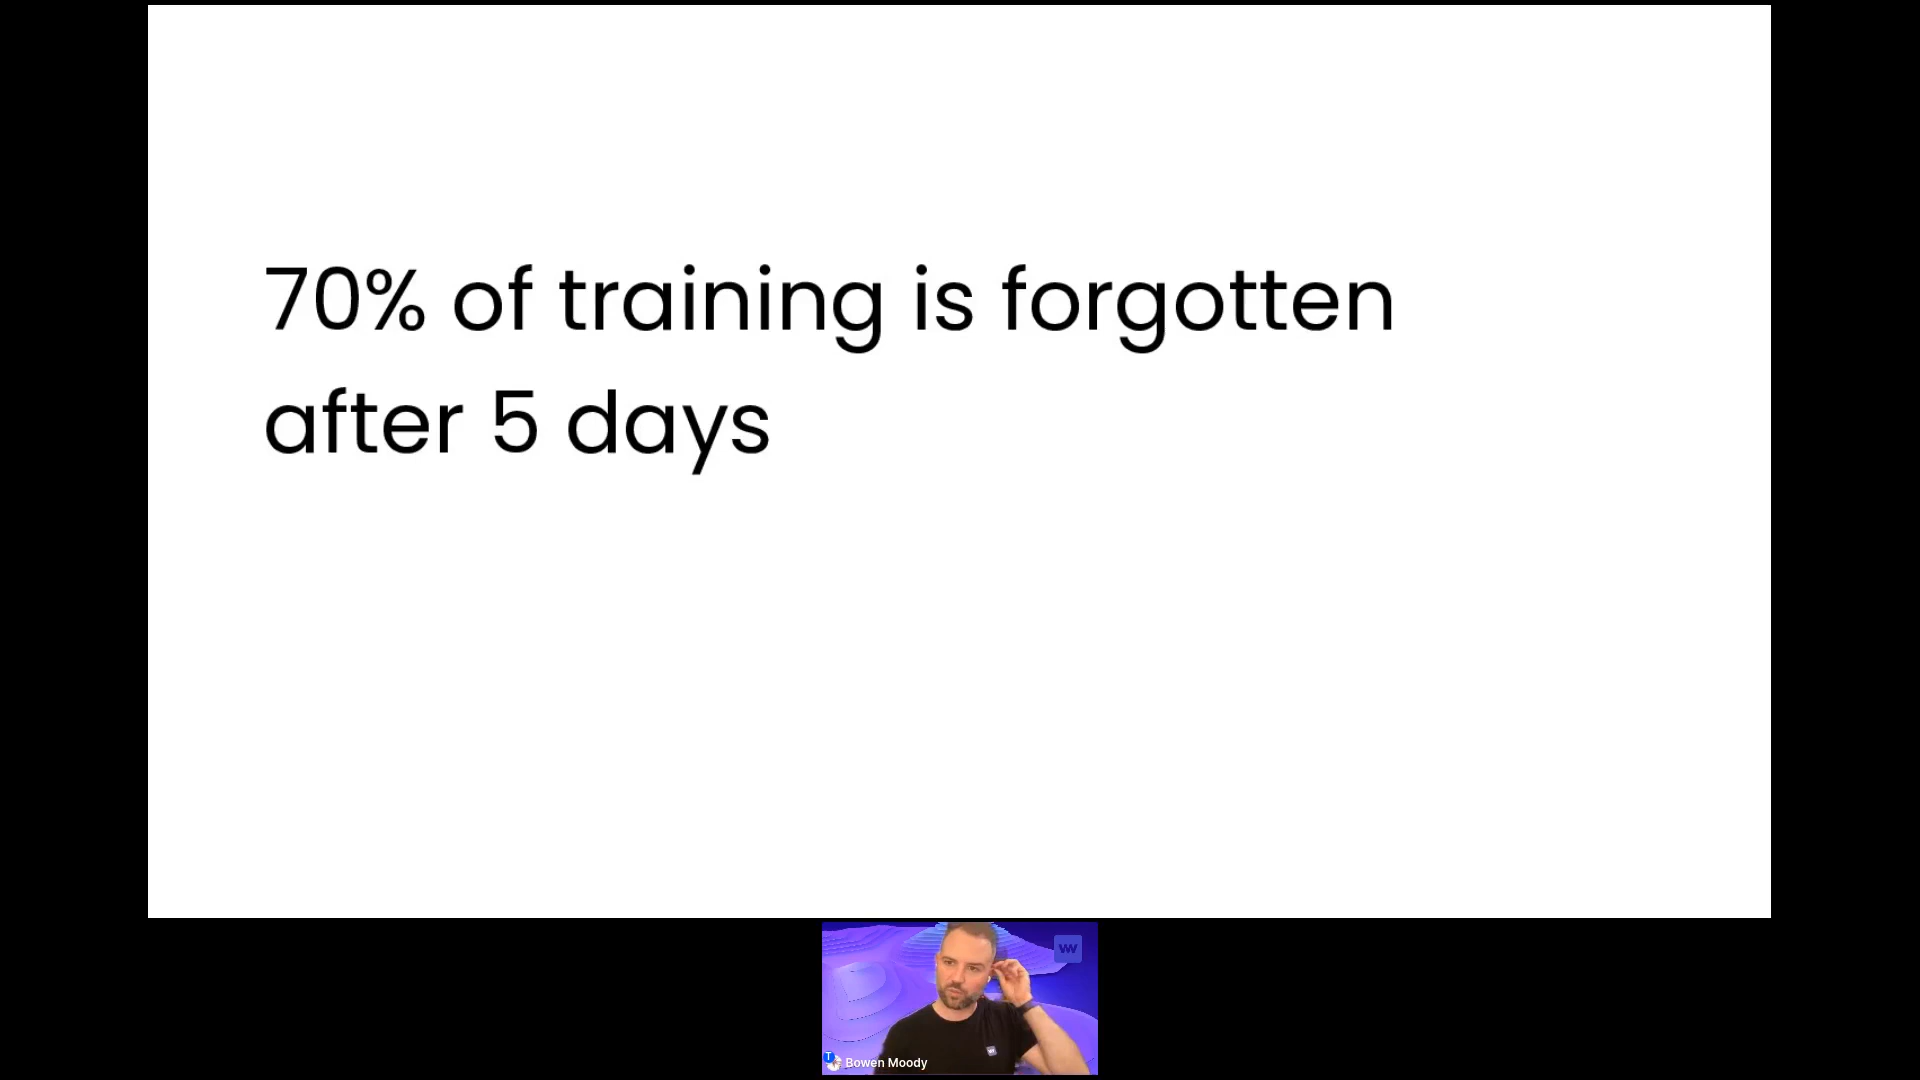 70% of training is forgotten
after 5 days
W
T
Bowen Moody